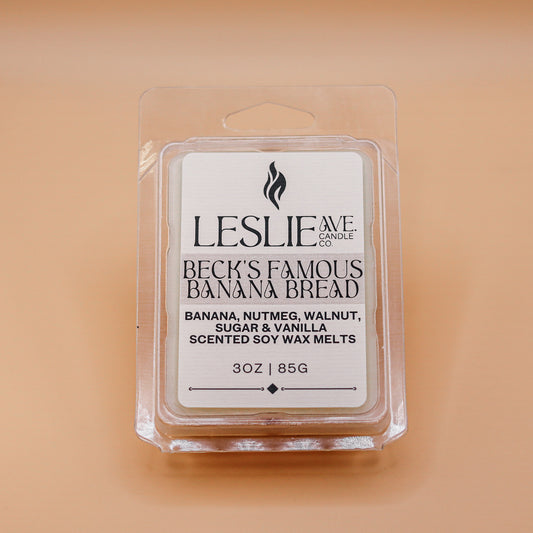 LESLIE AVE.
CANDLE
CO.
BECK'S FAMOUS
BANANA BREAD
BANANA, NUTMEG, WALNUT,
SUGAR & VANILLA
SCENTED SOY WAX MELTS
3OZ | 85G